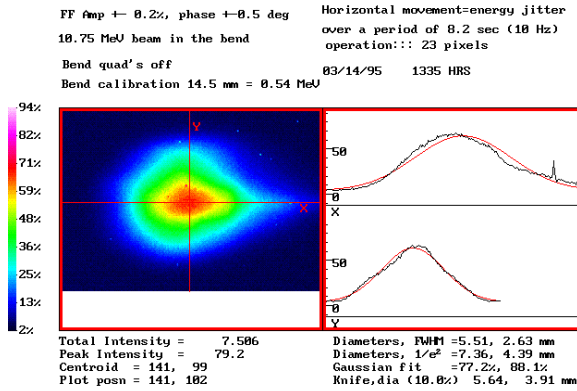 FF Amp +- 0.2%, phase +-0.5 deg
10.75 MeV beam in the bend
Bend quad's off
Bend calibration 14.5 mm = 0.54 MeV
Horizontal movement=energy jitter
over a period of 8.2 sec (10 Hz)
operation::: 23 pixels
03/14/95 1335 HRS
94%
82%
71%
59%
48%
36%
25%
13%
2%
Y
X
50
0
X
50
0
Y
Total Intensity = 7.506
Peak Intensity = 79.2
Centroid = 141, 99
Plot posn = 141, 102
Diameters, FWHM =5.51, 2.63 mm
Diameters, 1/e² =7.36, 4.39 mm
Gaussian fit =77.2%, 88.1%
Knife,dia (10.0%) 5.64, 3.91 mm